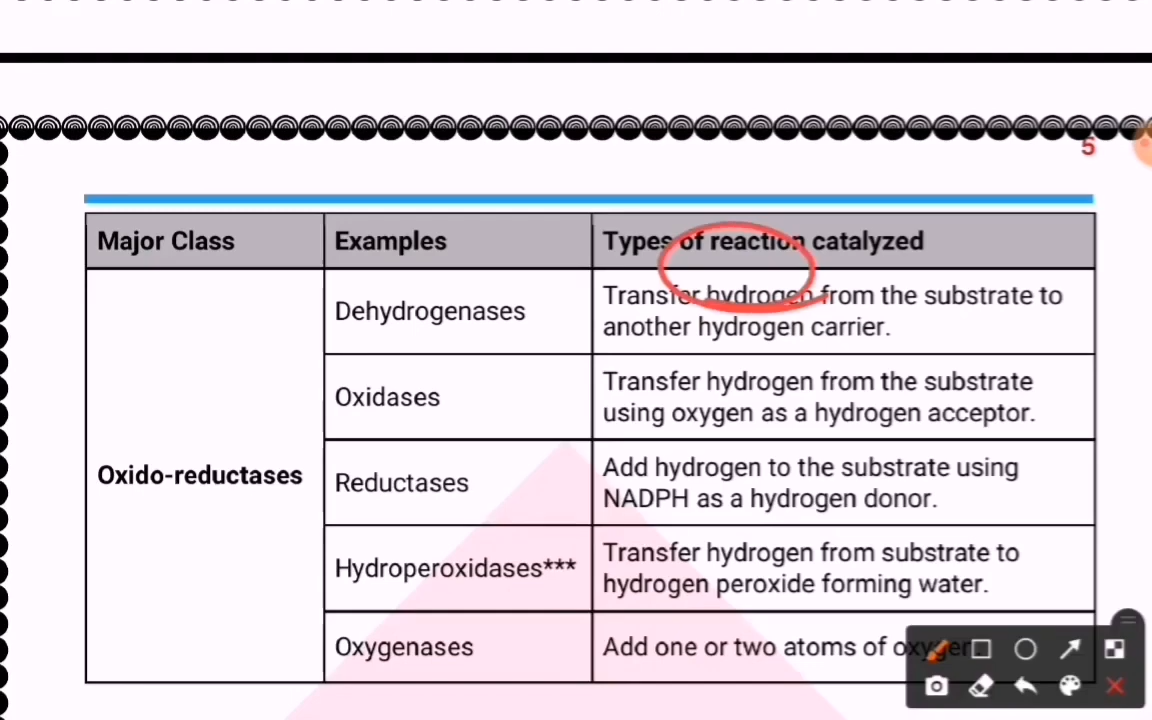 5
Major Class Examples Types of reaction catalyzed
Dehydrogenases
Transfer hydrogen from the substrate to
another hydrogen carrier.
Oxidases
Transfer hydrogen from the substrate
using oxygen as a hydrogen acceptor.
Oxido-reductases
Reductases
Add hydrogen to the substrate using
NADPH as a hydrogen donor.
Hydroperoxidases***
Transfer hydrogen from substrate to
hydrogen peroxide forming water.
Oxygenases
Add one or two atoms of oxygen.